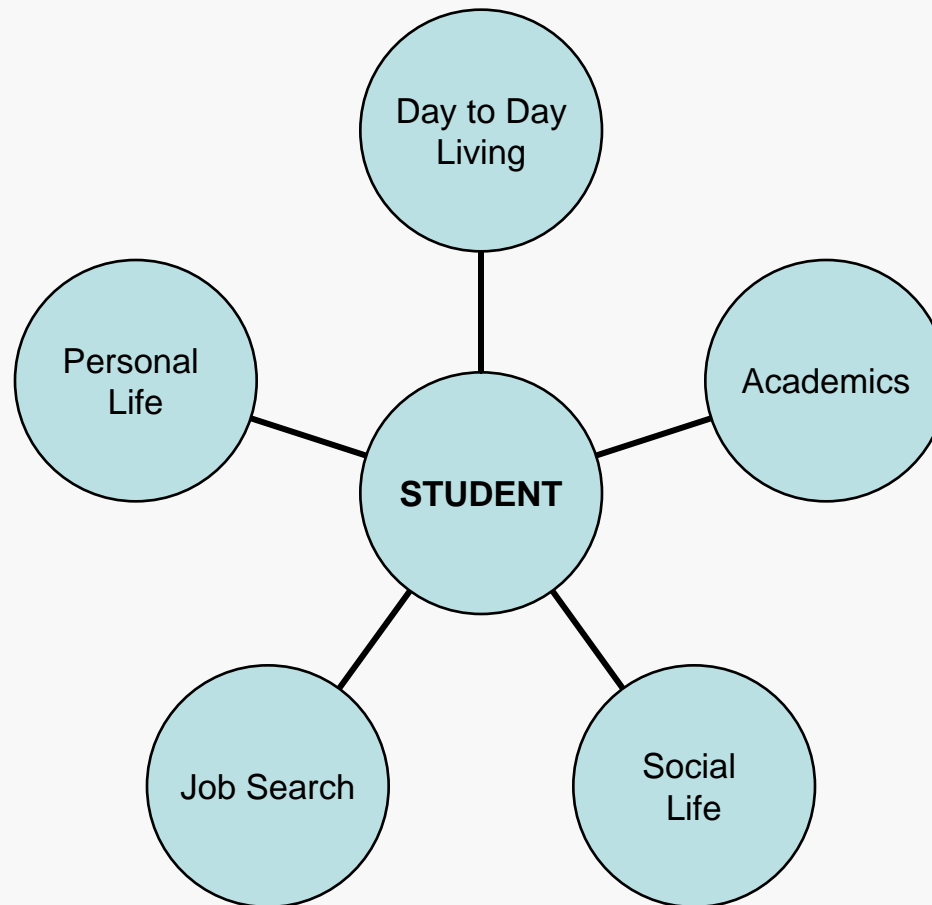 Day to Day
Living
Personal
Life
Academics
STUDENT
Job Search
Social
Life